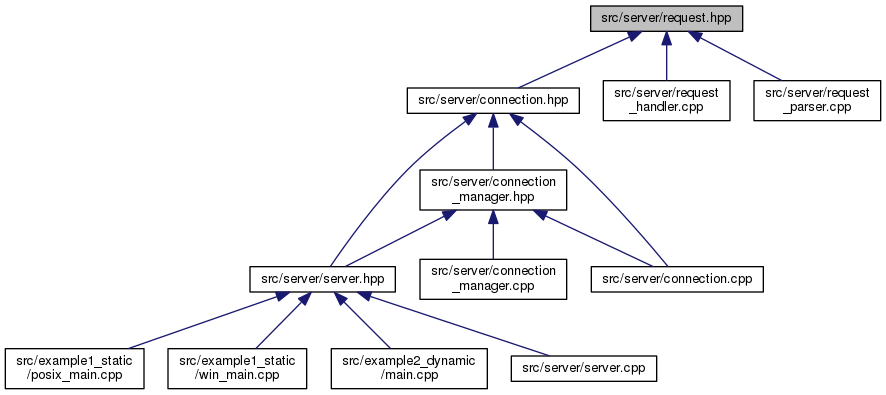 src/server/request.hpp
src/server/connection.hpp
src/server/request
_handler.cpp
src/server/request
_parser.cpp
src/server/connection
_manager.hpp
src/server/server.hpp
src/server/connection
_manager.cpp
src/server/connection.cpp
src/example1_static
/posix_main.cpp
src/example1_static
/win_main.cpp
src/example2_dynamic
/main.cpp
src/server/server.cpp